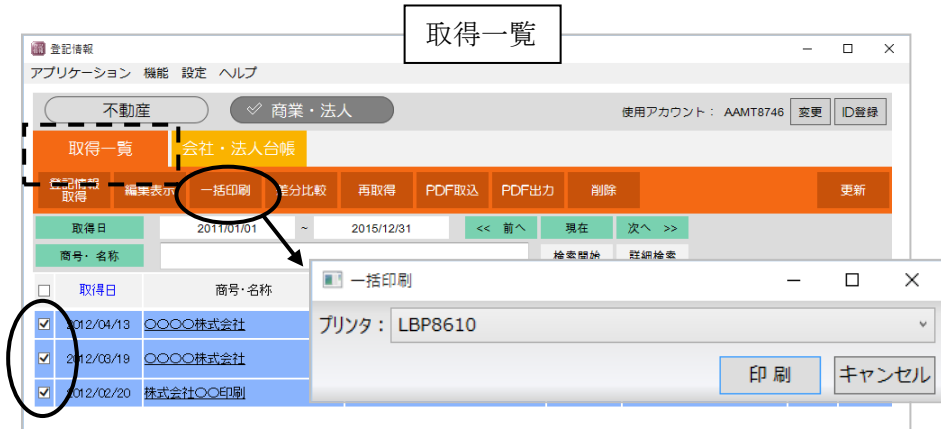 取得一覧
登記情報
アプリケーション 機能 設定 ヘルプ
不動産 商業・法人 使用アカウント： AAMT8746 変更 ID登録
取得一覧 会社・法人台帳
登記情報取得 編集表示 一括印刷 差分比較 再取得 PDF取込 PDF出力 削除 更新
取得日 2011/01/01 ~ 2015/12/31 << 前へ 現在 次へ >>
商号・名称 検索開始 詳細検索
取得日 商号・名称
2012/04/13 〇〇〇〇株式会社
2012/03/19 〇〇〇〇株式会社
2012/02/20 株式会社〇〇印刷
一括印刷
プリンタ： LBP8610
印刷 キャンセル